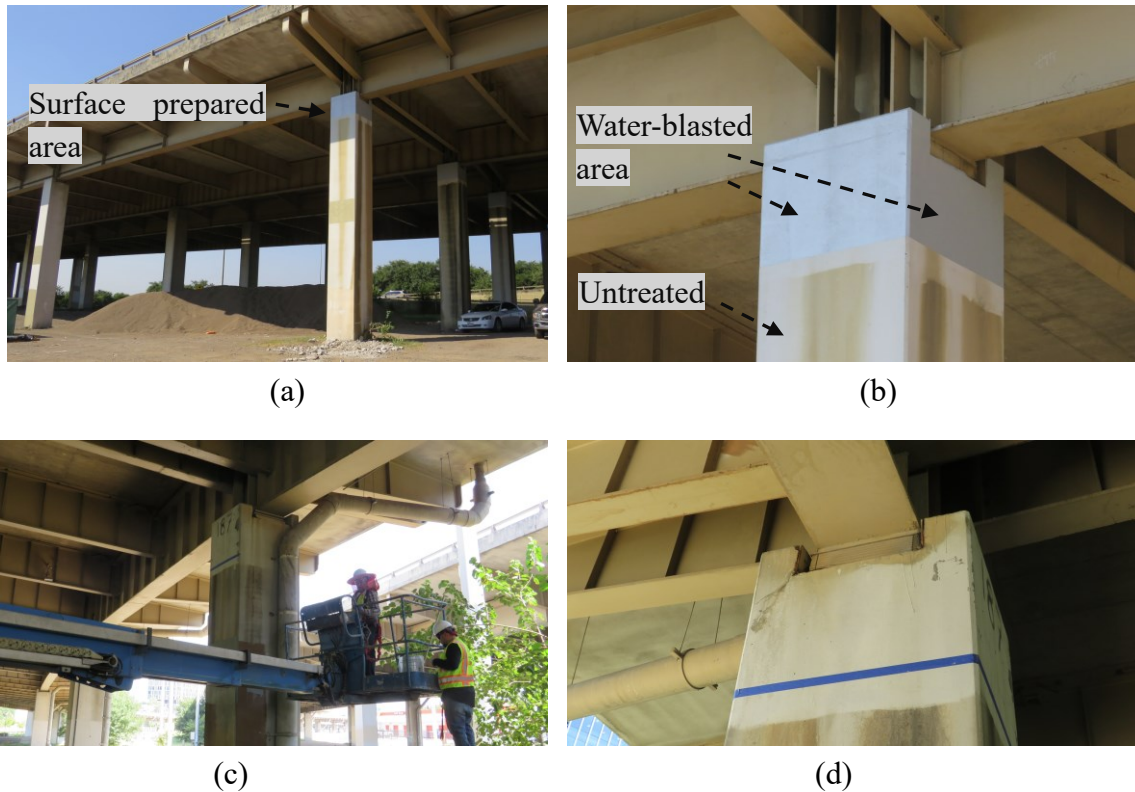 Surface prepared
area
Water-blasted
area
Untreated
(a)
(b)
(c)
(d)